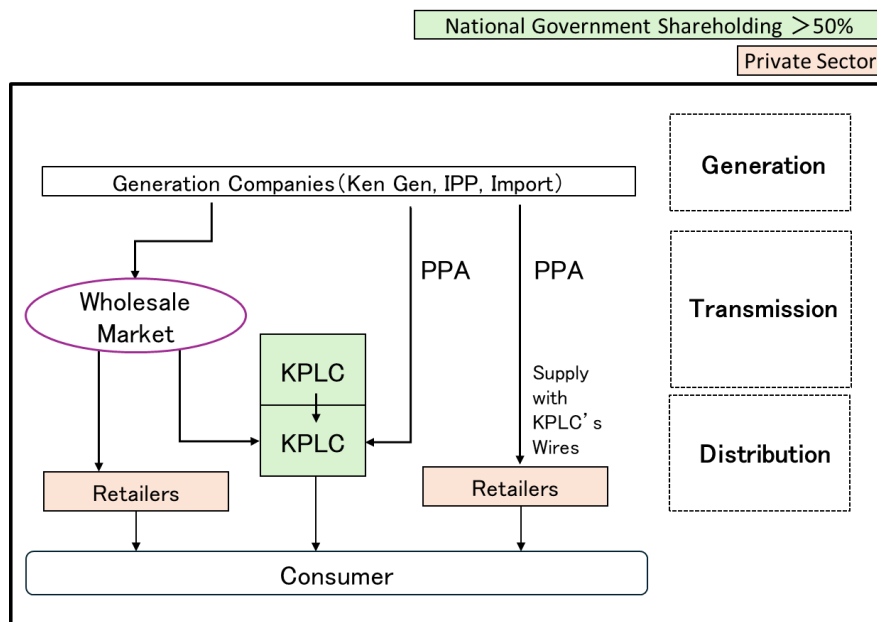 National Government Shareholding ＞50%
Private Sector
Generation Companies（Ken Gen, IPP, Import）
Generation
PPA
PPA
Wholesale
Market
Transmission
KPLC
KPLC
Supply
with
KPLC's
Wires
Distribution
Retailers
Retailers
Consumer